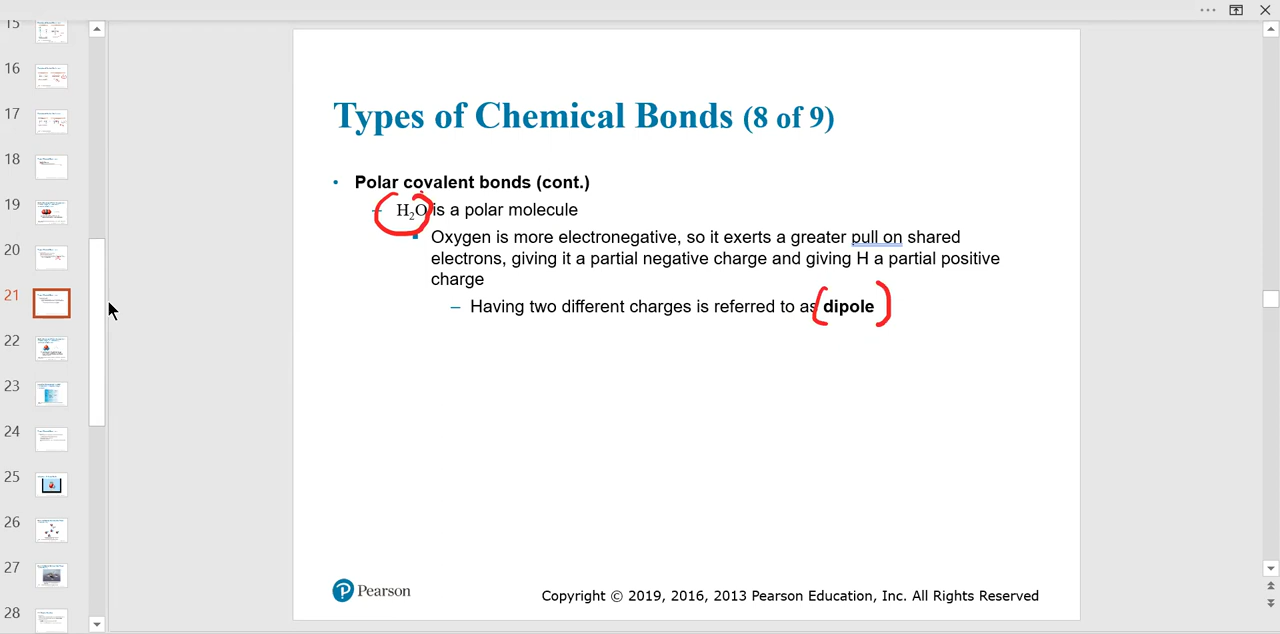 15
16
17
18
19
20
21
22
23
24
25
26
27
28
Types of Chemical Bonds (8 of 9)
• Polar covalent bonds (cont.)
– H₂O is a polar molecule
▪ Oxygen is more electronegative, so it exerts a greater pull on shared
electrons, giving it a partial negative charge and giving H a partial positive
charge
– Having two different charges is referred to as dipole
P Pearson
Copyright © 2019, 2016, 2013 Pearson Education, Inc. All Rights Reserved